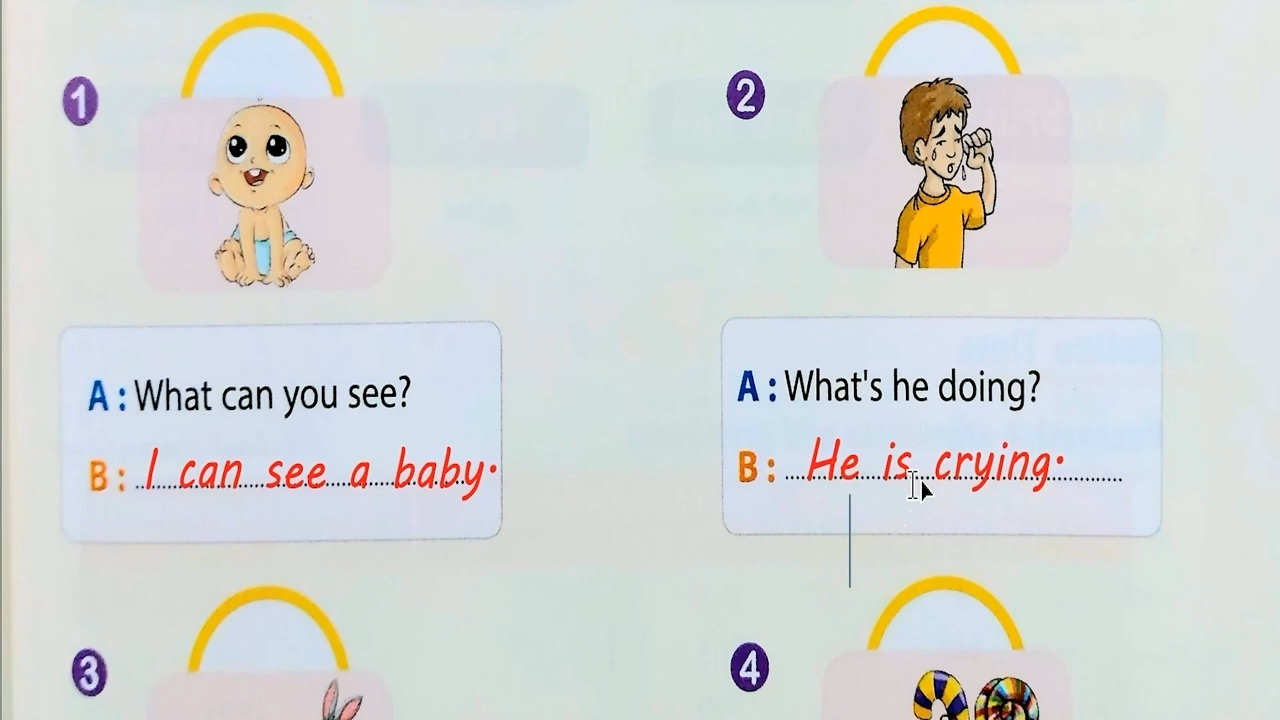 1
A : What can you see?
B : I can see a baby.
2
A : What's he doing?
B : He is crying.
3
4